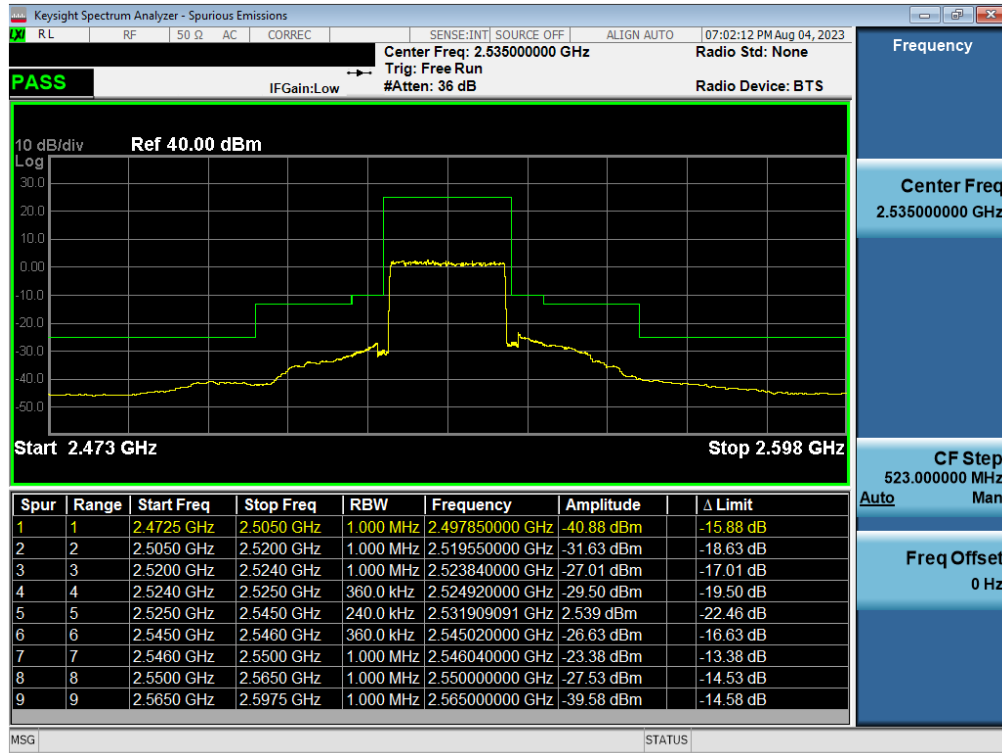 Keysight Spectrum Analyzer - Spurious Emissions
LXI RL RF 50 Ω AC CORREC SENSE:INT SOURCE OFF ALIGN AUTO 07:02:12 PM Aug 04, 2023
Center Freq: 2.535000000 GHz Radio Std: None
Trig: Free Run
PASS IFGain:Low #Atten: 36 dB Radio Device: BTS
10 dB/div Ref 40.00 dBm
Log
30.0
20.0
10.0
0.00
-10.0
-20.0
-30.0
-40.0
-50.0
Start 2.473 GHz Stop 2.598 GHz
Spur Range Start Freq Stop Freq RBW Frequency Amplitude Δ Limit
1 1 2.4725 GHz 2.5050 GHz 1.000 MHz 2.497850000 GHz -40.88 dBm -15.88 dB
2 2 2.5050 GHz 2.5200 GHz 1.000 MHz 2.519550000 GHz -31.63 dBm -18.63 dB
3 3 2.5200 GHz 2.5240 GHz 1.000 MHz 2.523840000 GHz -27.01 dBm -17.01 dB
4 4 2.5240 GHz 2.5250 GHz 360.0 kHz 2.524920000 GHz -29.50 dBm -19.50 dB
5 5 2.5250 GHz 2.5450 GHz 240.0 kHz 2.531909091 GHz 2.539 dBm -22.46 dB
6 6 2.5450 GHz 2.5460 GHz 360.0 kHz 2.545020000 GHz -26.63 dBm -16.63 dB
7 7 2.5460 GHz 2.5500 GHz 1.000 MHz 2.546040000 GHz -23.38 dBm -13.38 dB
8 8 2.5500 GHz 2.5650 GHz 1.000 MHz 2.550000000 GHz -27.53 dBm -14.53 dB
9 9 2.5650 GHz 2.5975 GHz 1.000 MHz 2.565000000 GHz -39.58 dBm -14.58 dB
MSG STATUS
Frequency
Center Freq
2.535000000 GHz
CF Step
523.000000 MHz
Auto Man
Freq Offset
0 Hz